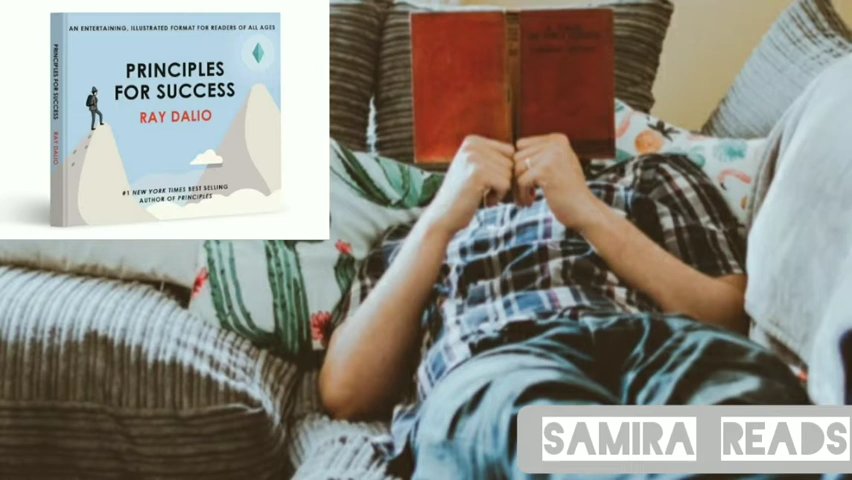 AN ENTERTAINING, ILLUSTRATED FORMAT FOR READERS OF ALL AGES
PRINCIPLES
FOR SUCCESS
RAY DALIO
#1 NEW YORK TIMES BEST SELLING
AUTHOR OF PRINCIPLES
PRINCIPLES FOR SUCCESS
RAY DALIO
SAMIRA READS